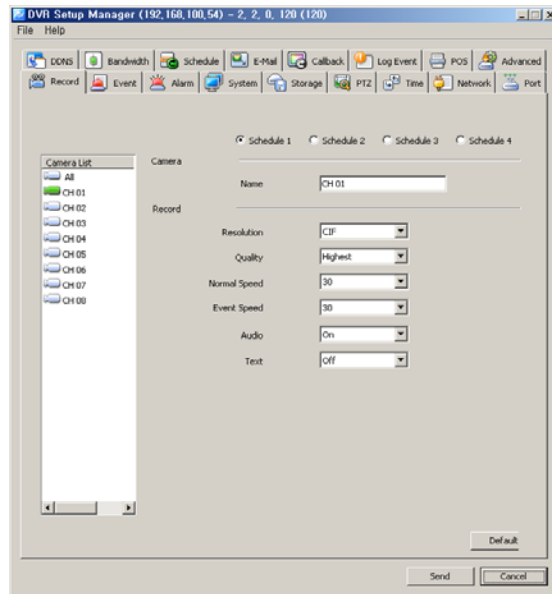 DVR Setup Manager (192,168,100,54) - 2, 2, 0, 120 (120)
File Help
DDNS Bandwidth Schedule E-Mail Callback Log Event POS Advanced
Record Event Alarm System Storage PTZ Time Network Port
Schedule 1 Schedule 2 Schedule 3 Schedule 4
Camera List
All
CH 01
CH 02
CH 03
CH 04
CH 05
CH 06
CH 07
CH 08
Camera
Name CH 01
Record
Resolution CIF
Quality Highest
Normal Speed 30
Event Speed 30
Audio On
Text Off
Default
Send Cancel